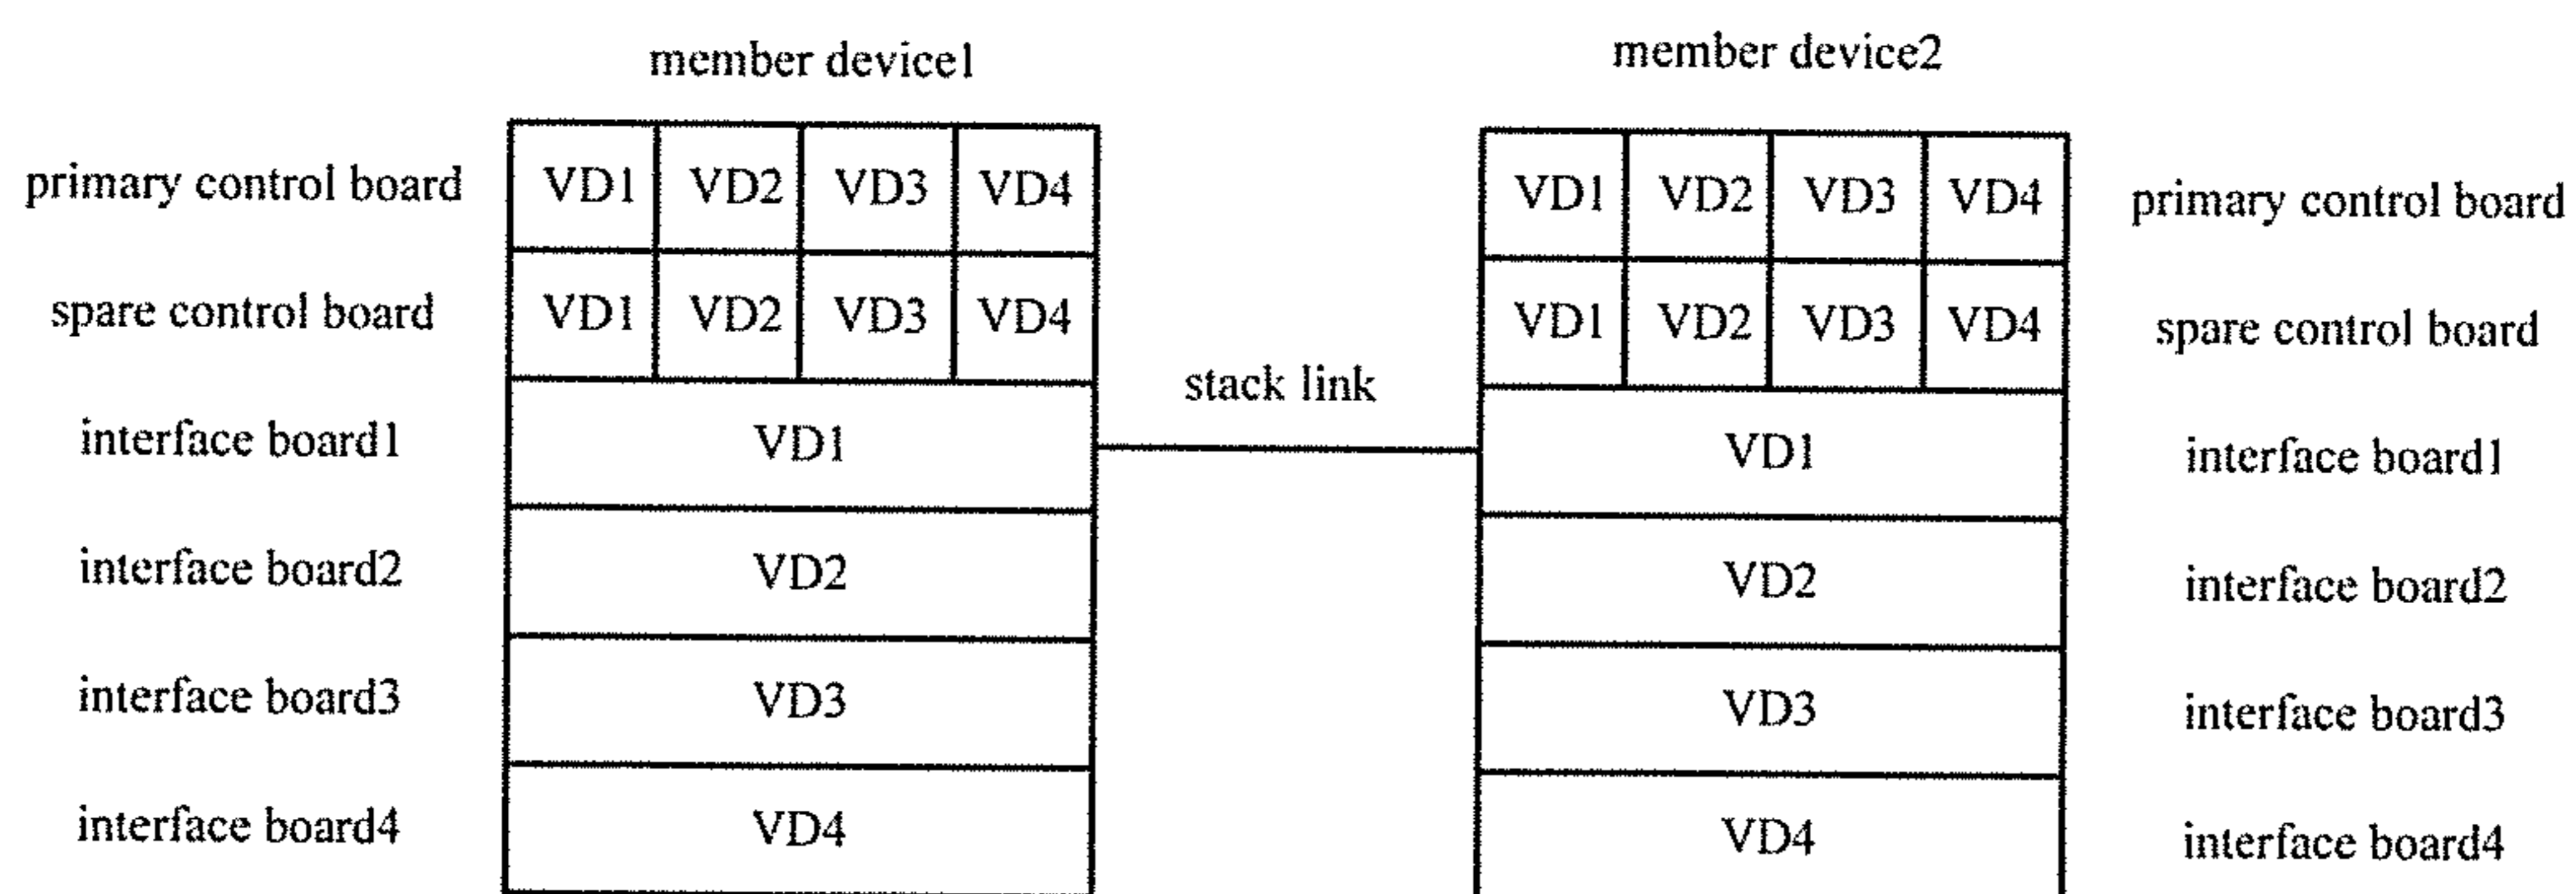 member device1 member device2
primary control board VD1 VD2 VD3 VD4 VD1 VD2 VD3 VD4 primary control board
spare control board VD1 VD2 VD3 VD4 VD1 VD2 VD3 VD4 spare control board
stack link
interface board1 VD1 VD1 interface board1
interface board2 VD2 VD2 interface board2
interface board3 VD3 VD3 interface board3
interface board4 VD4 VD4 interface board4